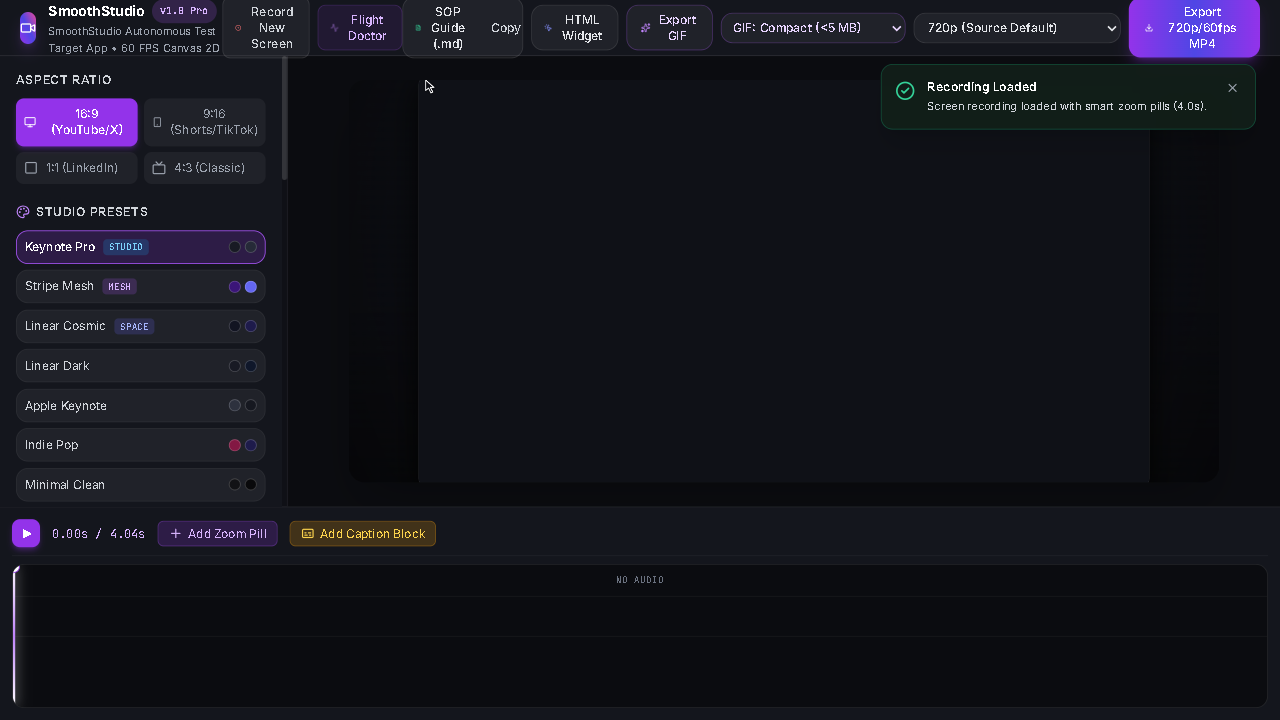 SmoothStudio v1.8 Pro
SmoothStudio Autonomous Test
Target App • 60 FPS Canvas 2D
Record
New
Screen
Flight
Doctor
SOP
Guide
(.md)
Copy
HTML
Widget
Export
GIF
GIF: Compact (<5 MB)
720p (Source Default)
Export
720p/60fps
MP4
ASPECT RATIO
16:9
(YouTube/X)
9:16
(Shorts/TikTok)
1:1 (LinkedIn)
4:3 (Classic)
STUDIO PRESETS
Keynote Pro STUDIO
Stripe Mesh MESH
Linear Cosmic SPACE
Linear Dark
Apple Keynote
Indie Pop
Minimal Clean
Recording Loaded
Screen recording loaded with smart zoom pills (4.0s).
0.00s / 4.04s
Add Zoom Pill
Add Caption Block
NO AUDIO